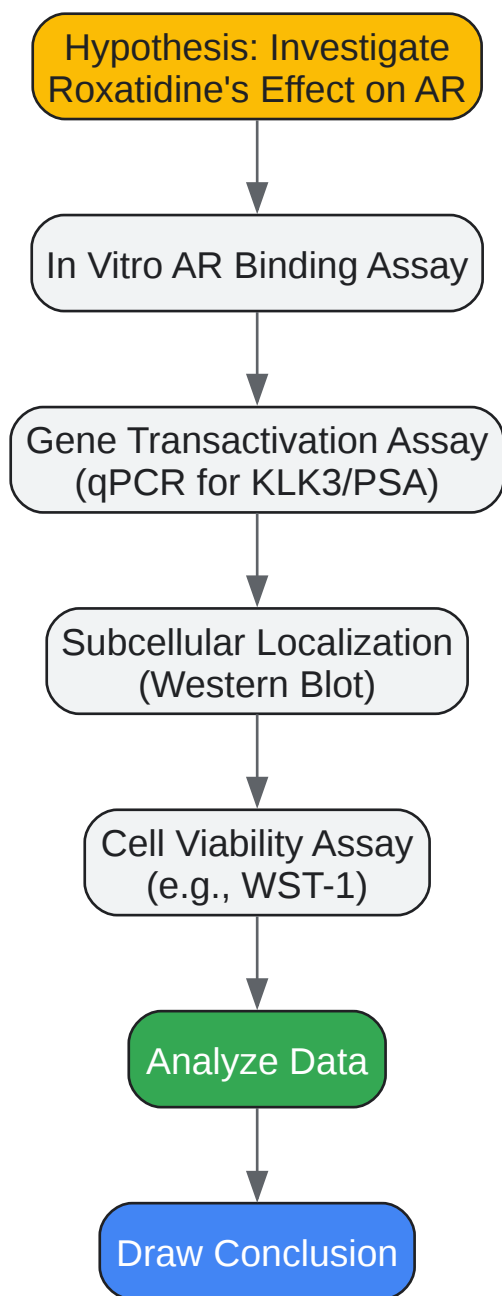 Hypothesis: Investigate
Roxatidine's Effect on AR
In Vitro AR Binding Assay
Gene Transactivation Assay
(qPCR for KLK3/PSA)
Subcellular Localization
(Western Blot)
Cell Viability Assay
(e.g., WST-1)
Analyze Data
Draw Conclusion